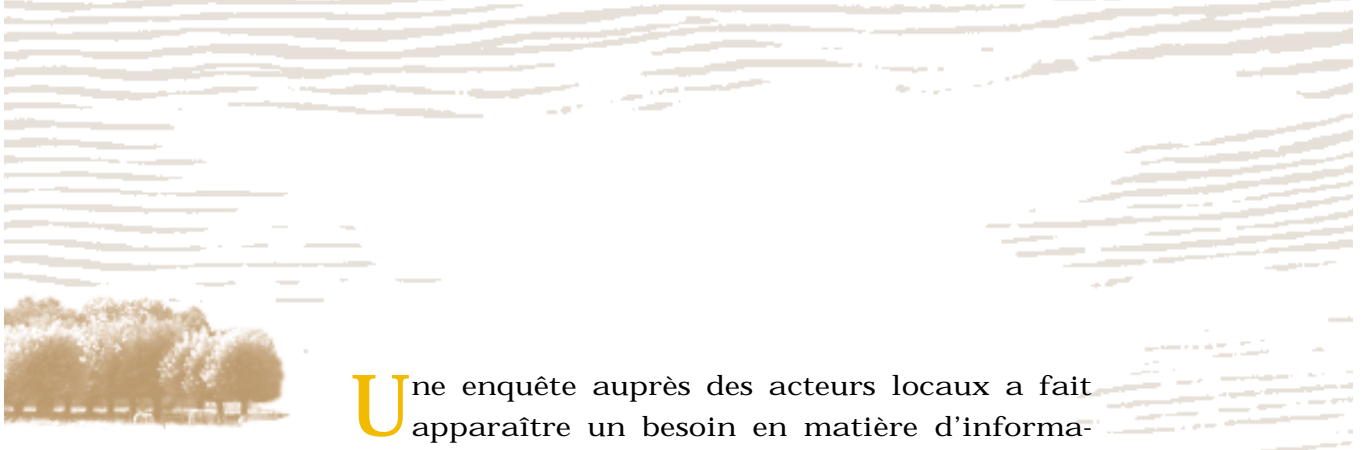 Une enquête auprès des acteurs locaux a fait
apparaître un besoin en matière d'informa-